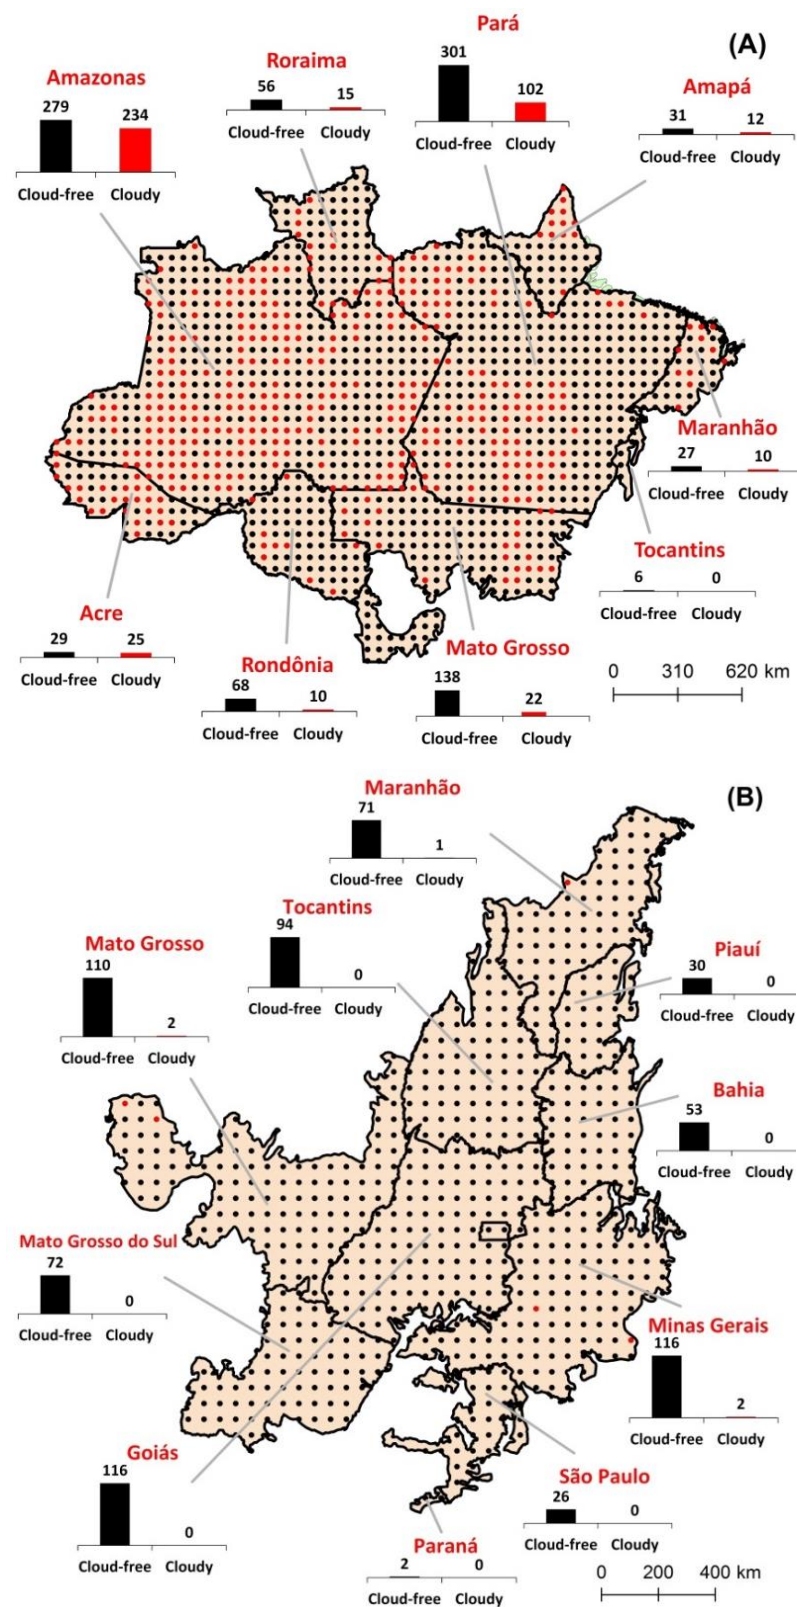 (A)
Pará
301
102
Cloud-free Cloudy
Roraima
56
15
Cloud-free Cloudy
Amazonas
279
234
Cloud-free Cloudy
Amapá
31
12
Cloud-free Cloudy
Maranhão
27
10
Cloud-free Cloudy
Tocantins
6
0
Cloud-free Cloudy
Acre
29
25
Cloud-free Cloudy
Rondônia
68
10
Cloud-free Cloudy
Mato Grosso
138
22
Cloud-free Cloudy
0 310 620 km
(B)
Maranhão
71
1
Cloud-free Cloudy
Tocantins
94
0
Cloud-free Cloudy
Mato Grosso
110
2
Cloud-free Cloudy
Piauí
30
0
Cloud-free Cloudy
Bahia
53
0
Cloud-free Cloudy
Mato Grosso do Sul
72
0
Cloud-free Cloudy
Minas Gerais
116
2
Cloud-free Cloudy
Goiás
116
0
Cloud-free Cloudy
São Paulo
26
0
Cloud-free Cloudy
Paraná
2
0
Cloud-free Cloudy
0 200 400 km